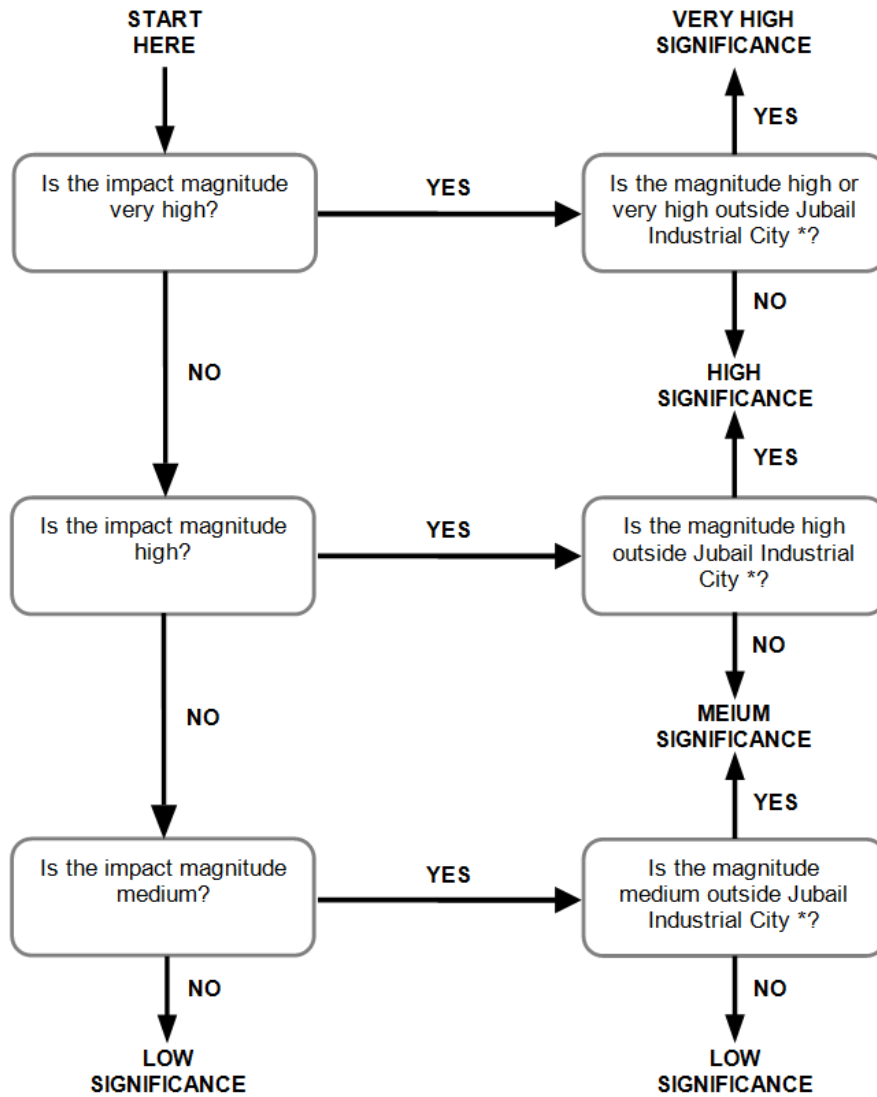 START
HERE
VERY HIGH
SIGNIFICANCE
YES
Is the impact magnitude
very high?
YES
Is the magnitude high or
very high outside Jubail
Industrial City *?
NO
NO
HIGH
SIGNIFICANCE
YES
Is the impact magnitude
high?
YES
Is the magnitude high
outside Jubail Industrial
City *?
NO
NO
MEIUM
SIGNIFICANCE
YES
Is the impact magnitude
medium?
YES
Is the magnitude
medium outside Jubail
Industrial City *?
NO
NO
LOW
SIGNIFICANCE
LOW
SIGNIFICANCE